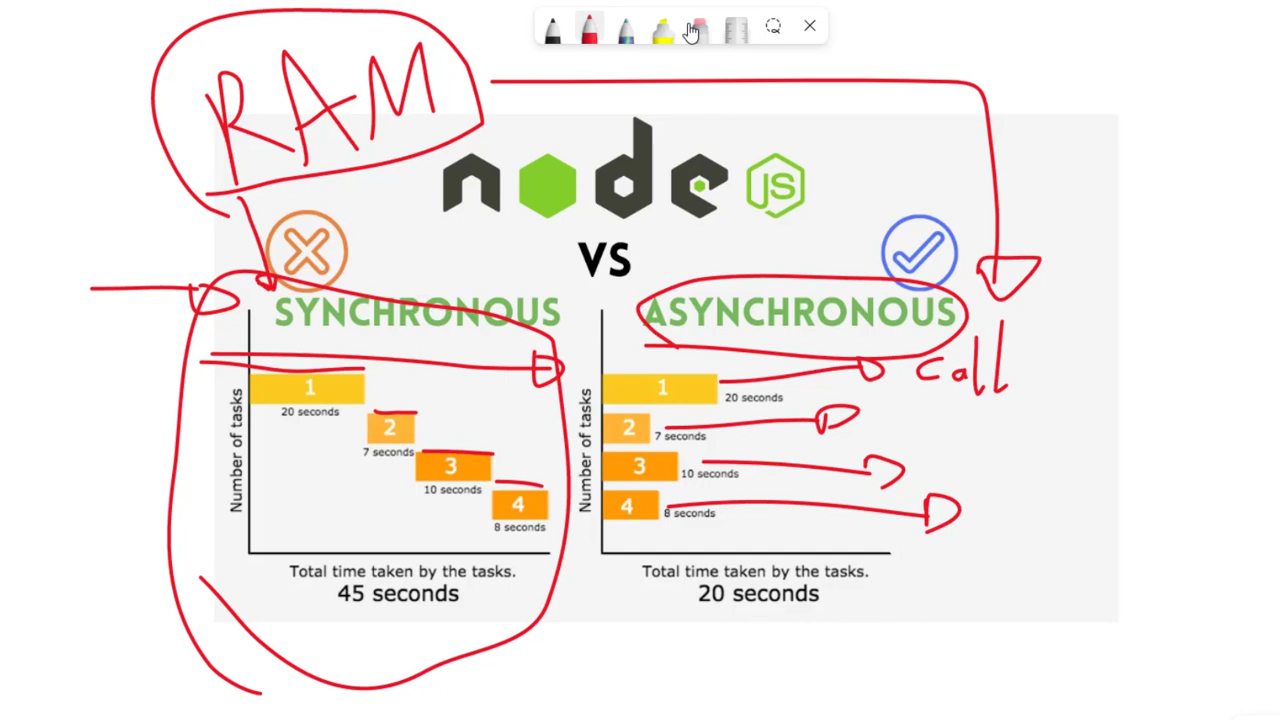 RAM
node JS
VS
SYNCHRONOUS
Number of tasks
1
20 seconds
2
7 seconds
3
10 seconds
4
8 seconds
Total time taken by the tasks.
45 seconds
ASYNCHRONOUS
Call
Number of tasks
1
20 seconds
2
7 seconds
3
10 seconds
4
8 seconds
Total time taken by the tasks.
20 seconds